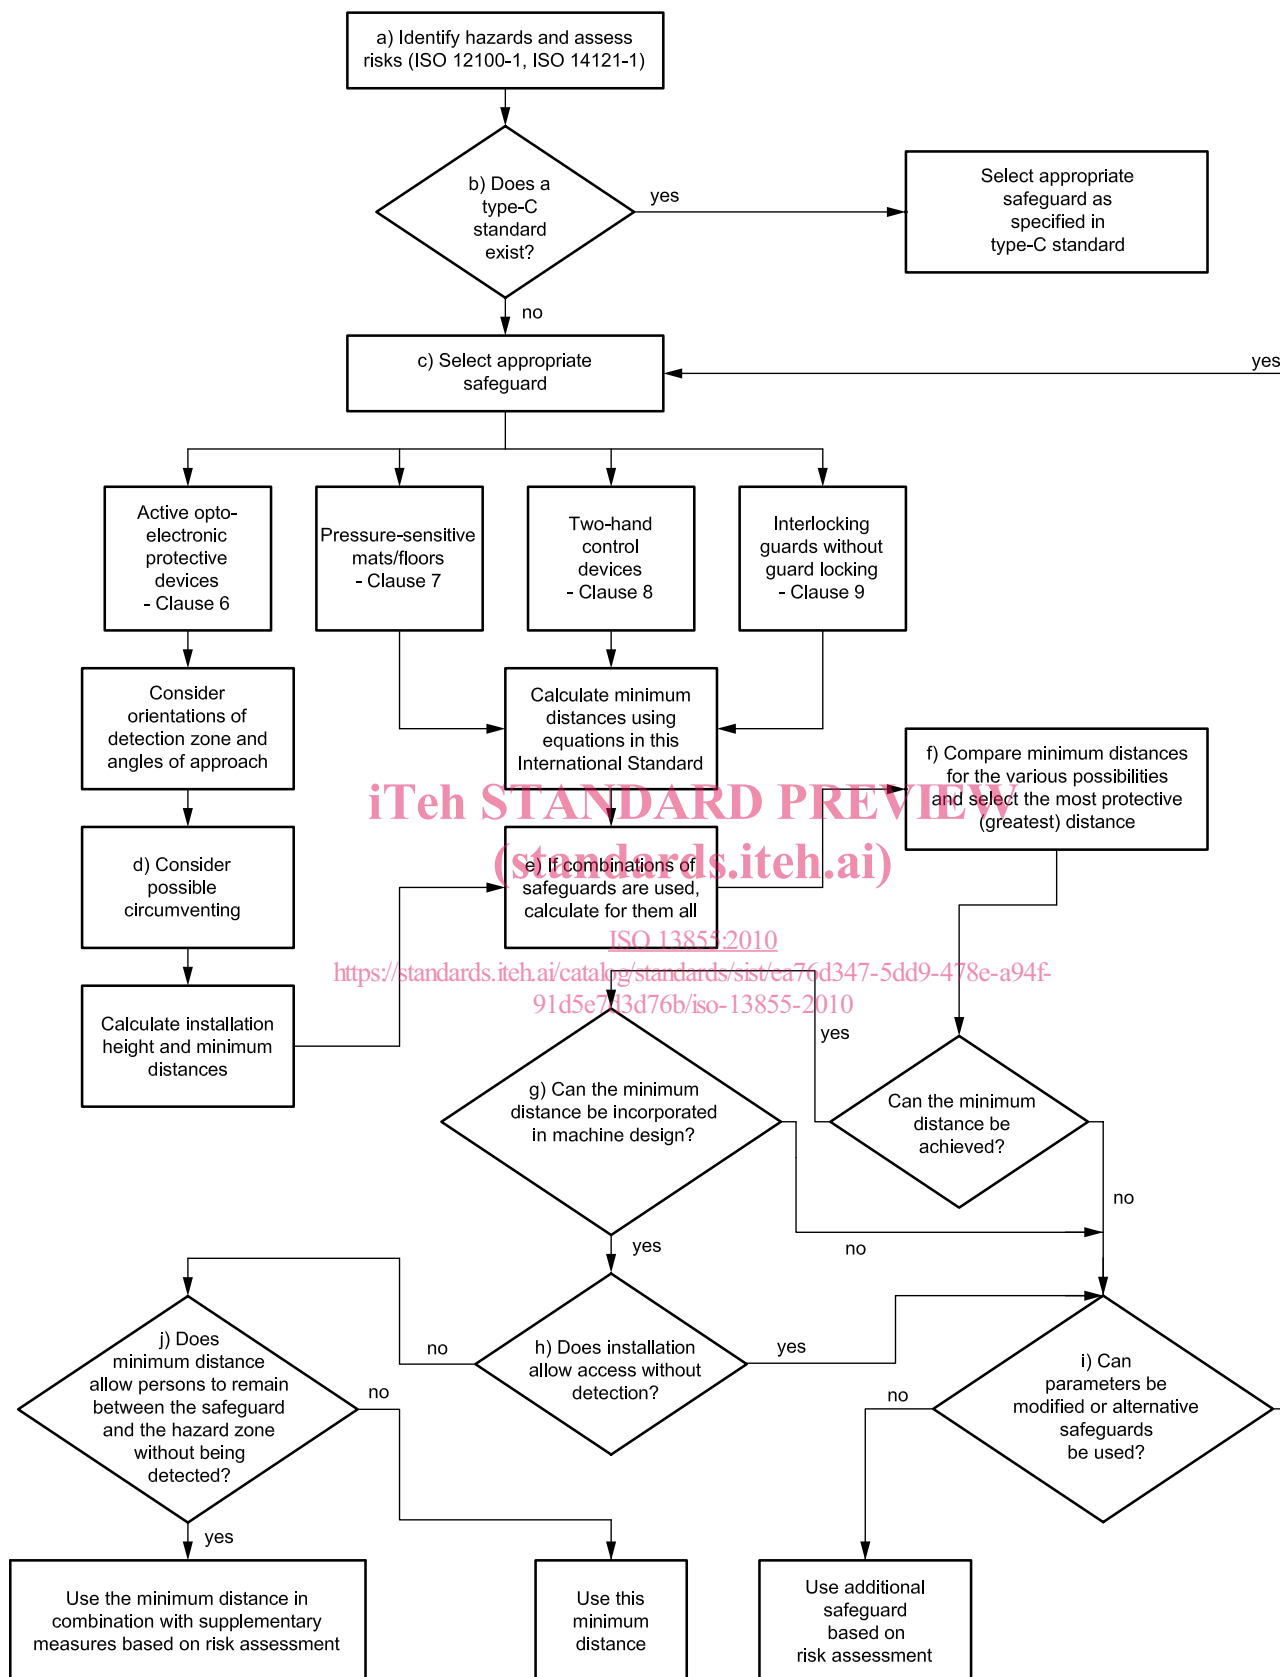 a) Identify hazards and assess
risks (ISO 12100-1, ISO 14121-1)
b) Does a
type-C
standard
exist?
yes
Select appropriate
safeguard as
specified in
type-C standard
no
c) Select appropriate
safeguard
yes
Active opto-
electronic
protective
devices
- Clause 6
Pressure-sensitive
mats/floors
- Clause 7
Two-hand
control
devices
- Clause 8
Interlocking
guards without
guard locking
- Clause 9
Consider
orientations of
detection zone and
angles of approach
Calculate minimum
distances using
equations in this
International Standard
f) Compare minimum distances
for the various possibilities
and select the most protective
(greatest) distance
iTeh STANDARD PREVIEW
(standards.iteh.ai)
d) Consider
possible
circumventing
e) If combinations of
safeguards are used,
calculate for them all
ISO 13855:2010
https://standards.iteh.ai/catalog/standards/sist/ea76d347-5dd9-478e-a94f-
91d5e7d3d76b/iso-13855-2010
Calculate installation
height and minimum
distances
yes
g) Can the minimum
distance be incorporated
in machine design?
Can the minimum
distance be
achieved?
no
no
yes
j) Does
minimum distance
allow persons to remain
between the safeguard
and the hazard zone
without being
detected?
no
h) Does installation
allow access without
detection?
yes
i) Can
parameters be
modified or alternative
safeguards
be used?
no
no
yes
Use the minimum distance in
combination with supplementary
measures based on risk assessment
Use this
minimum
distance
Use additional
safeguard
based on
risk assessment